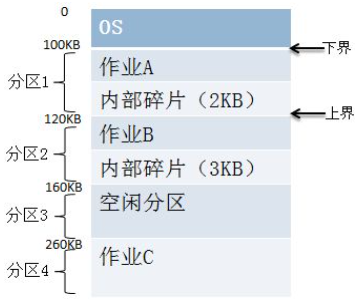 0
OS
100KB
下界
分区1
作业A
内部碎片（2KB）
上界
120KB
作业B
分区2
内部碎片（3KB）
160KB
空闲分区
分区3
260KB
作业C
分区4